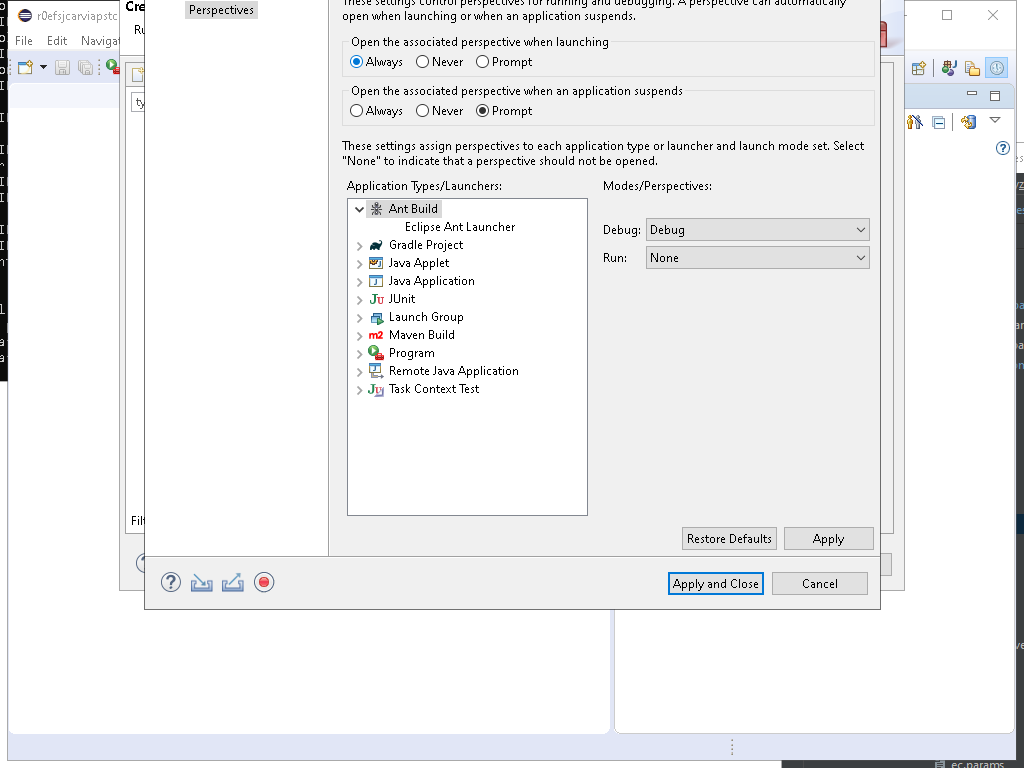 r0efsjcarviapstc
File Edit Navigat
Cre
Ru
ty
Filt
Perspectives
These settings control perspectives for running and debugging. A perspective can automatically
open when launching or when an application suspends.
Open the associated perspective when launching
Always Never Prompt
Open the associated perspective when an application suspends
Always Never Prompt
These settings assign perspectives to each application type or launcher and launch mode set. Select
"None" to indicate that a perspective should not be opened.
Application Types/Launchers:
Modes/Perspectives:
Ant Build
Eclipse Ant Launcher
Gradle Project
Java Applet
Java Application
JUnit
Launch Group
Maven Build
Program
Remote Java Application
Task Context Test
Debug: Debug
Run: None
Restore Defaults Apply
Apply and Close Cancel
ec.params